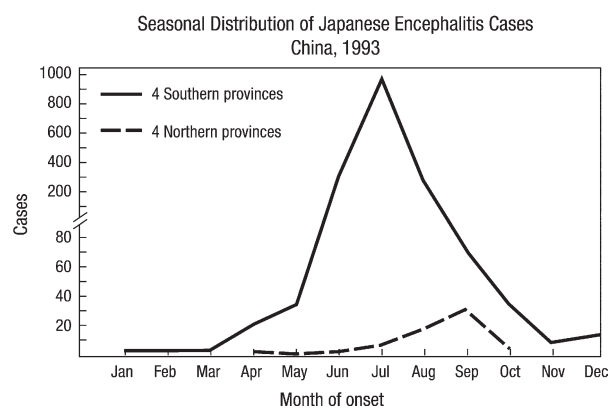 Seasonal Distribution of Japanese Encephalitis Cases
China, 1993
1000
800
600
400
200
80
60
40
20
4 Southern provinces
4 Northern provinces
Cases
Jan Feb Mar Apr May Jun Jul Aug Sep Oct Nov Dec
Month of onset